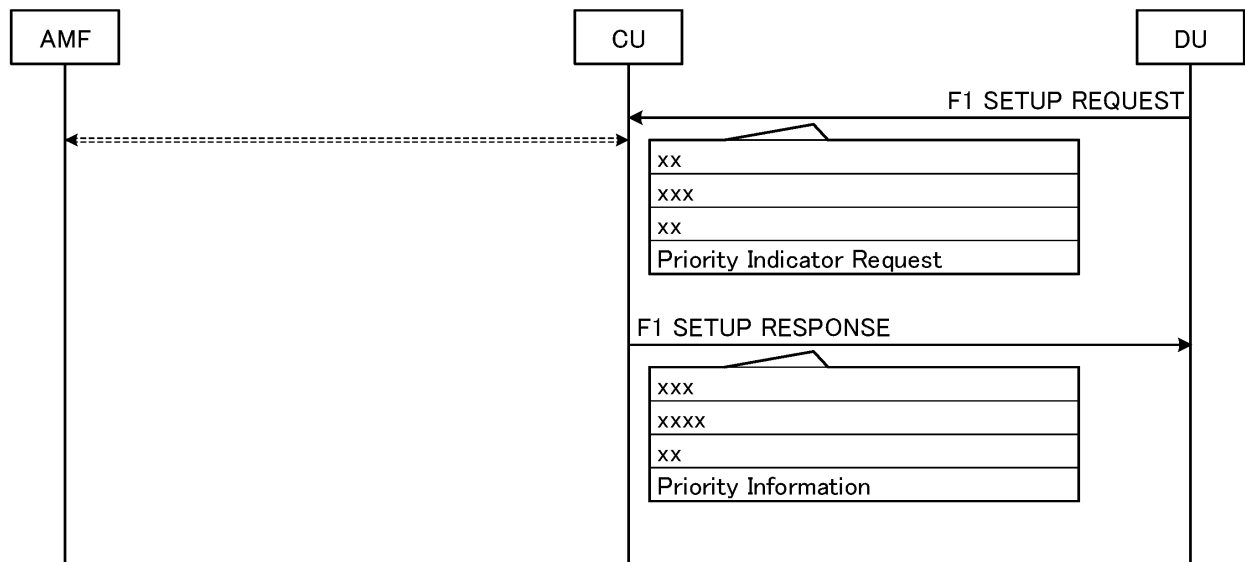 AMF
CU
DU
F1 SETUP REQUEST
xx
xxx
xx
Priority Indicator Request
F1 SETUP RESPONSE
xxx
xxxx
xx
Priority Information